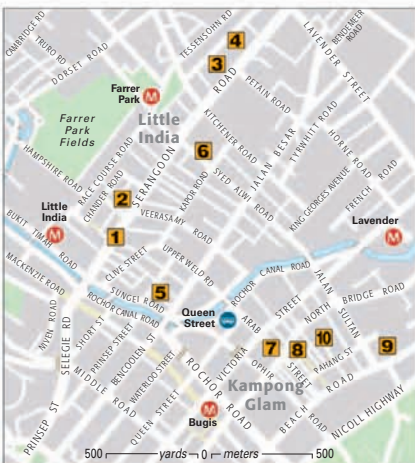 CAMBRIDGE RD
TRURO RD
DORSET ROAD
TESSENSOHN RD
4
3
ROAD
LAVENDER STREET
BENDEMEER ROAD
PETAIN ROAD
Farrer Park
M
Farrer Park Fields
Little India
KITCHENER ROAD
JALAN BESAR
TYRWHITT ROAD
HORNE ROAD
6
HAMPSHIRE ROAD
RACE COURSE ROAD
CHANDER ROAD
SERANGOON
KAPOR ROAD
SYED ALWI ROAD
KING GEORGES AVENUE
FRENCH ROAD
2
VEERASAMY ROAD
Little India
M
Lavender
M
BUKIT TIMAH ROAD
1
CLIVE STREET
UPPER WELD RD
MACKENZIE ROAD
5
SUNGEI ROAD
ROCHOR CANAL ROAD
ROCHOR CANAL ROAD
JALAN SULTAN
NORTH BRIDGE ROAD
Queen Street
ARAB STREET
NIVEN ROAD
SELEGIE RD
SHORT ST
PRINSEP STREET
BENCOOLEN ST
WATERLOO STREET
MIDDLE ROAD
QUEEN STREET
PRINSEP ST
ROCHOR ROAD
VICTORIA STREET
OPHIR
7
8
10
9
PAHANG ST
Kampong Glam
BEACH ROAD
NICOLL HIGHWAY
M
Bugis
500 yards 0 meters 500